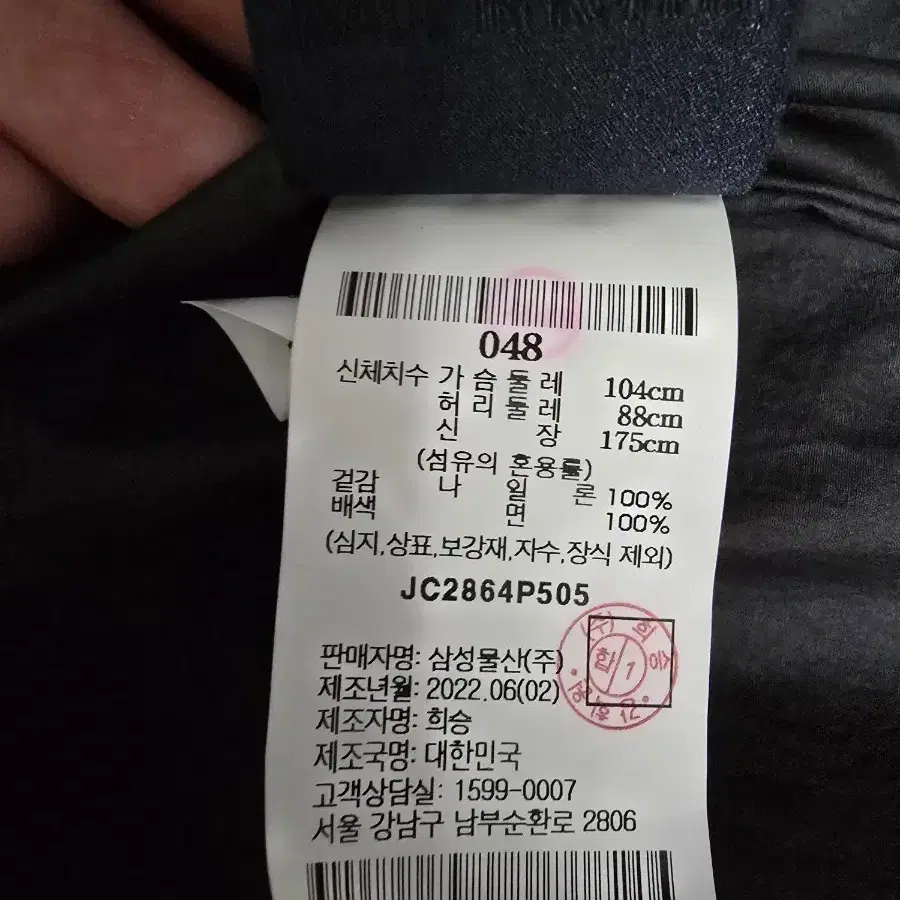 048
신체치수 가 슴 둘 레 104cm
허 리 둘 레 88cm
신 장 175cm
(섬유의 혼용률)
겉감 나 일 론 100%
배색 면 100%
(심지,상표,보강재,자수,장식 제외)
JC2864P505
판매자명: 삼성물산(주)
제조년월: 2022.06(02)
제조자명: 희승
제조국명: 대한민국
고객상담실: 1599-0007
서울 강남구 남부순환로 2806
(주) 희승
합/1